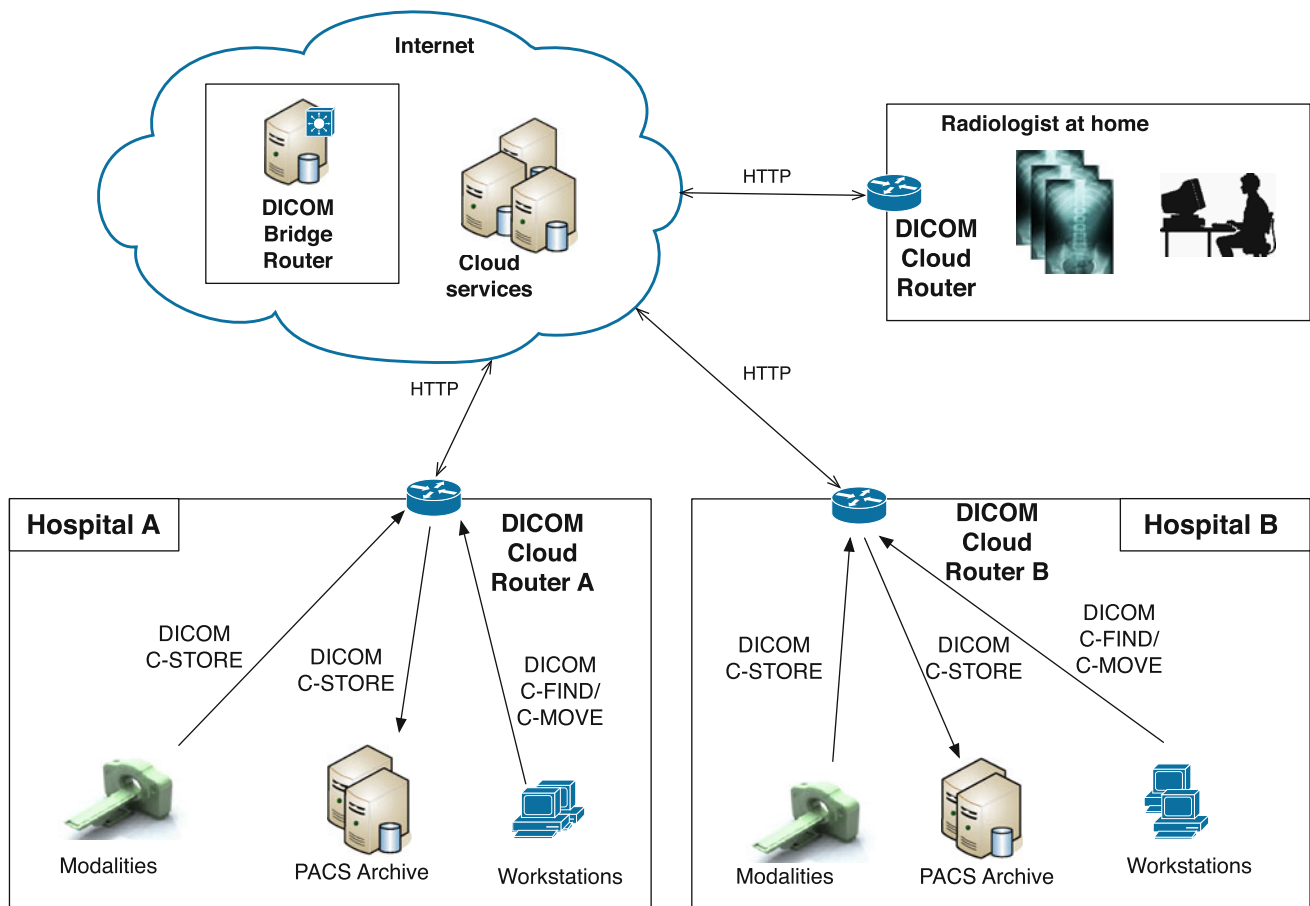 Internet
DICOM
Bridge
Router
Cloud
services
HTTP
Radiologist at home
DICOM
Cloud
Router
HTTP
HTTP
Hospital A
DICOM
Cloud
Router A
DICOM
C-STORE
DICOM
C-STORE
DICOM
C-FIND/
C-MOVE
Modalities
PACS Archive
Workstations
Hospital B
DICOM
Cloud
Router B
DICOM
C-STORE
DICOM
C-STORE
DICOM
C-FIND/
C-MOVE
Modalities
PACS Archive
Workstations